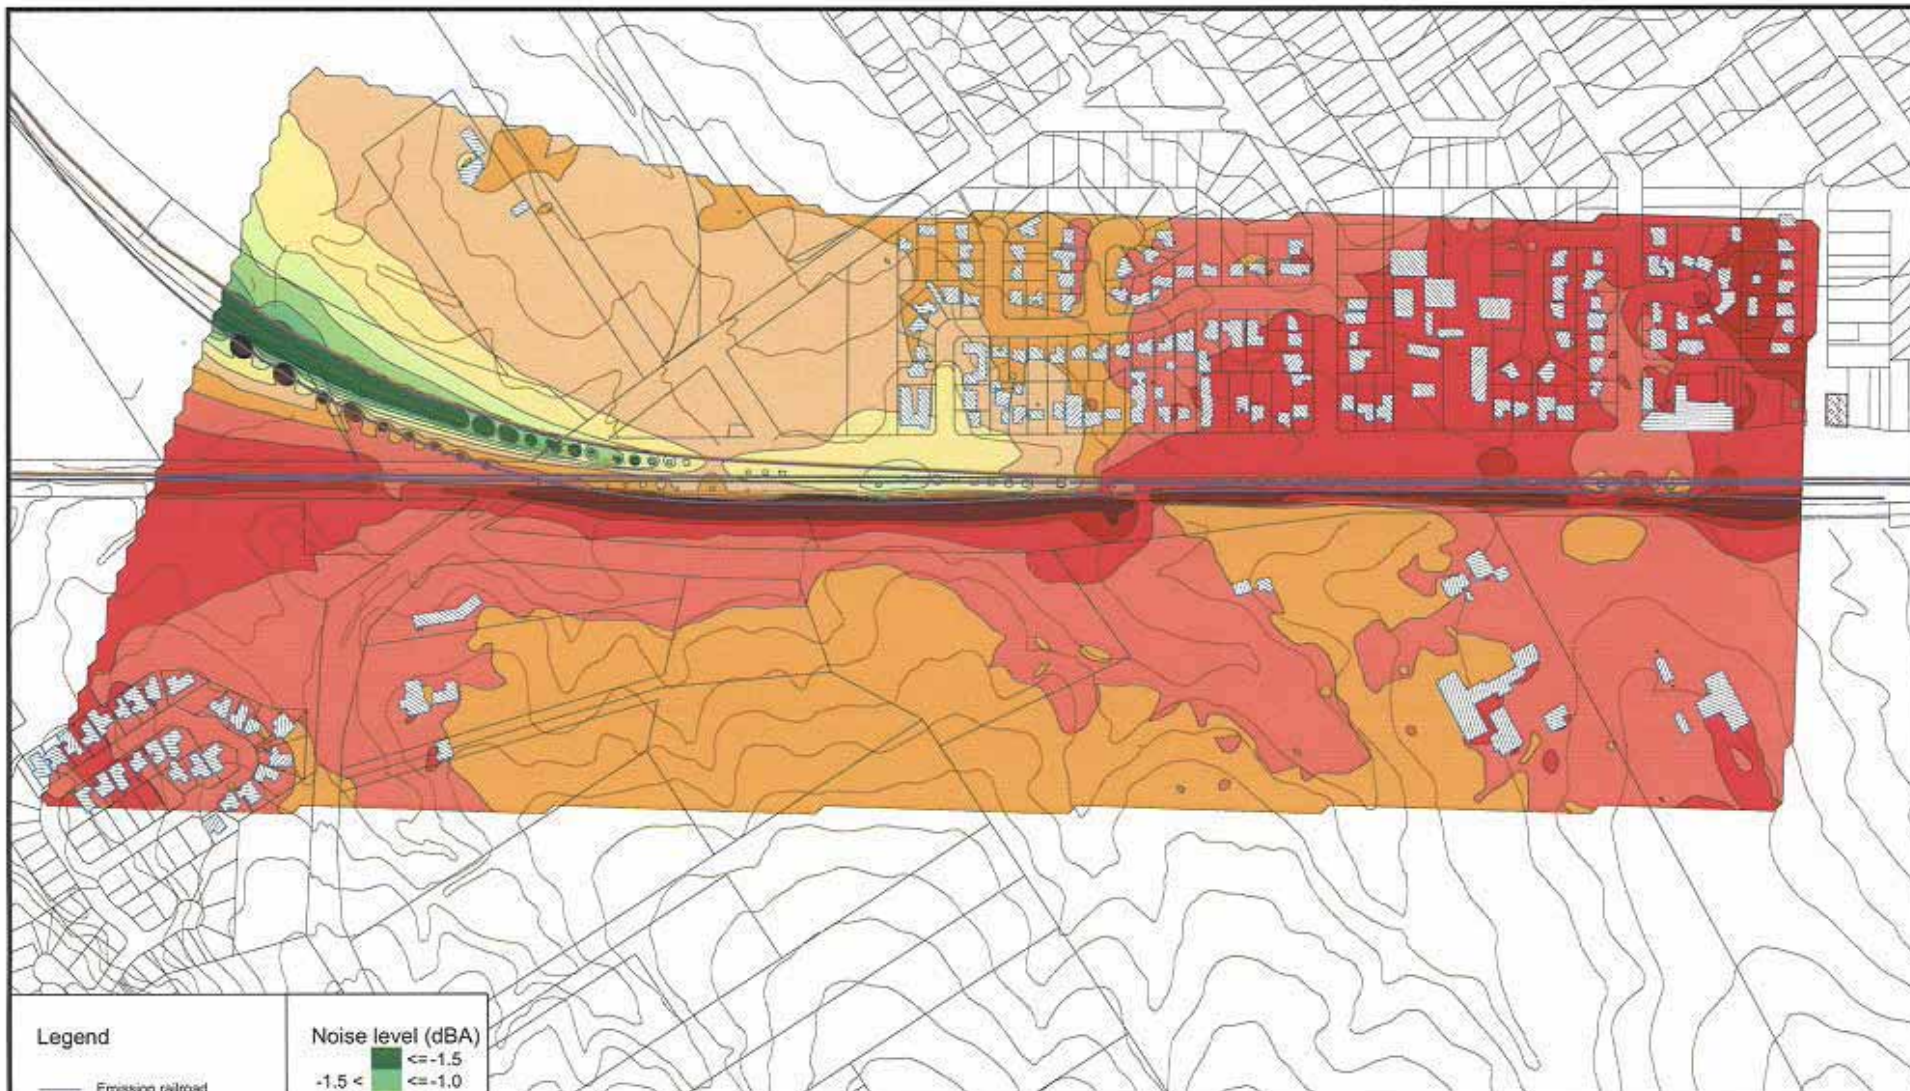 Legend
Emission railroad
Noise level (dBA)
<= -1.5
-1.5 < <= -1.0